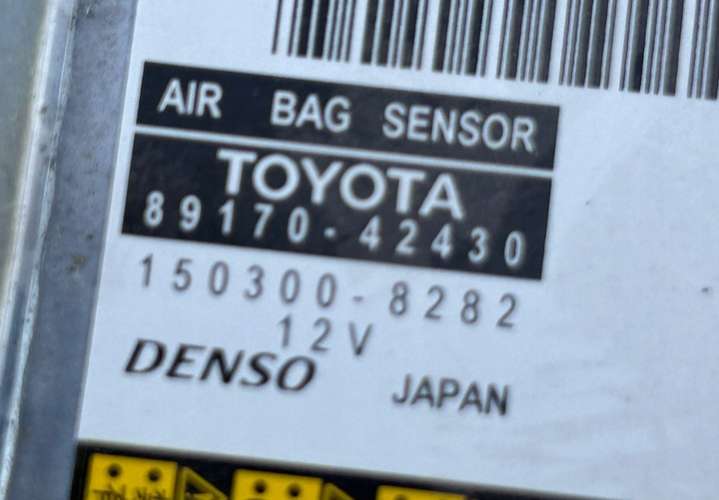 AIR BAG SENSOR
TOYOTA
89170-42430
150300-8282
12V
DENSO JAPAN